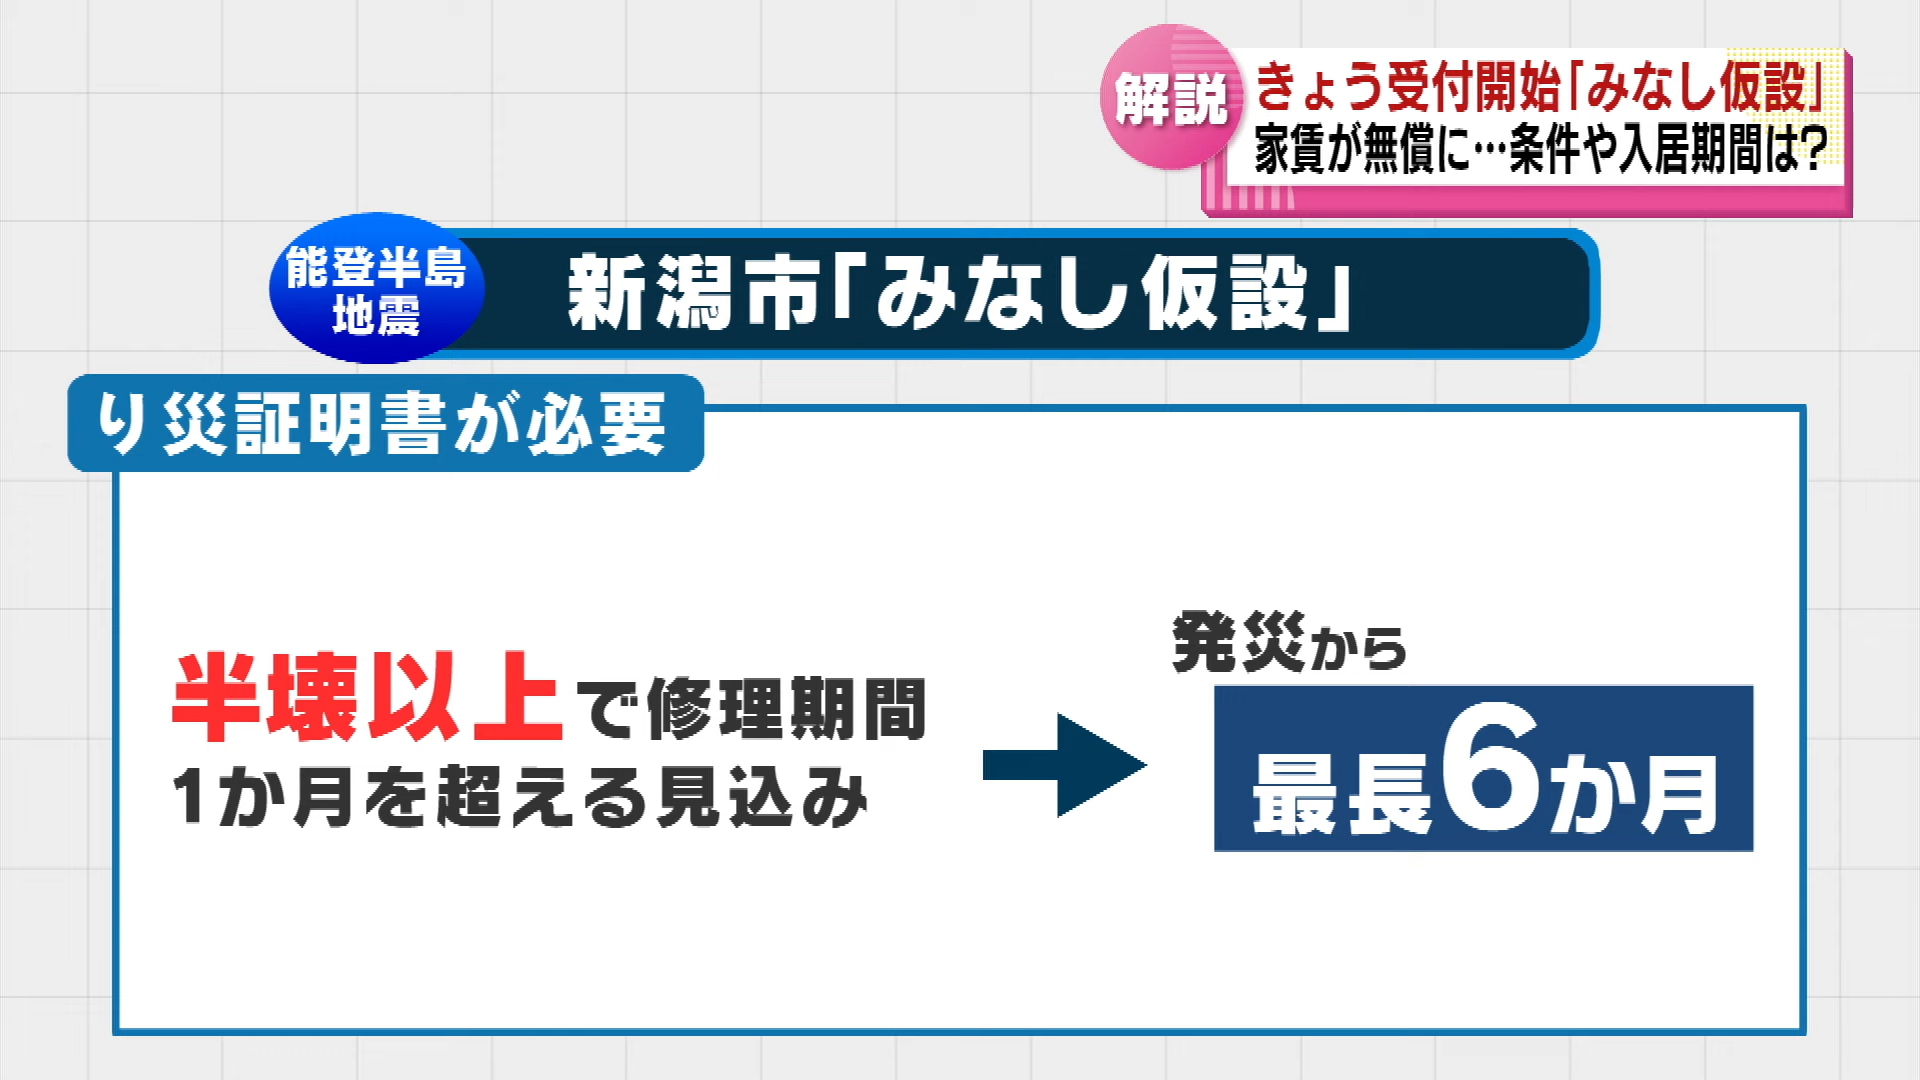 解説
きょう受付開始「みなし仮設」
家賃が無償に…条件や入居期間は?
能登半島
地震
新潟市「みなし仮設」
り災証明書が必要
半壊以上で修理期間
1か月を超える見込み
発災から
最長6か月